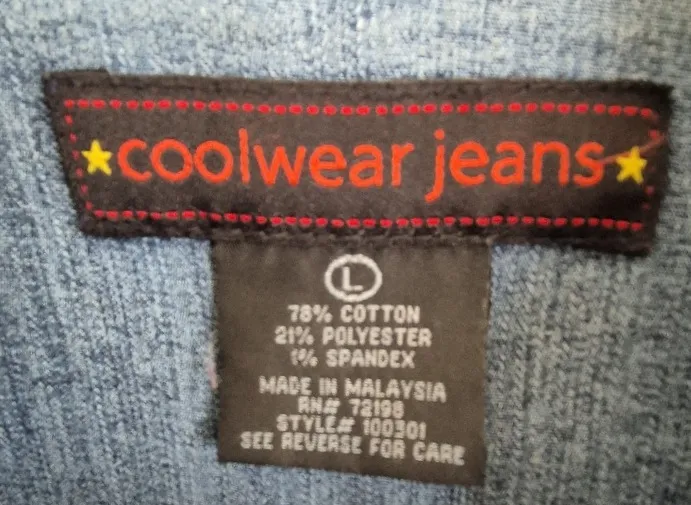 coolwear jeans
L
78% COTTON
21% POLYESTER
1% SPANDEX
MADE IN MALAYSIA
RN# 72198
STYLE# 100301
SEE REVERSE FOR CARE